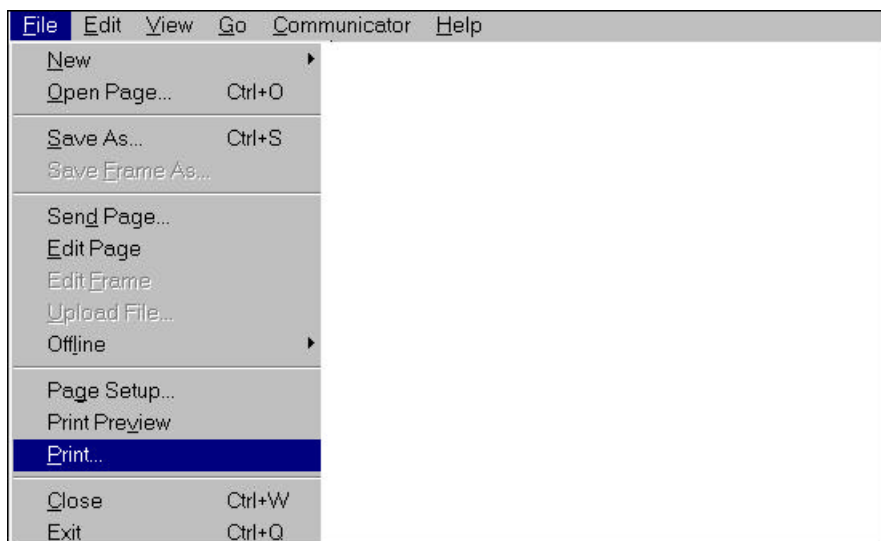 File Edit View Go Communicator Help
New
Open Page... Ctrl+O
Save As... Ctrl+S
Save Frame As...
Send Page...
Edit Page
Edit Frame
Upload File...
Offline
Page Setup...
Print Preview
Print...
Close Ctrl+W
Exit Ctrl+Q